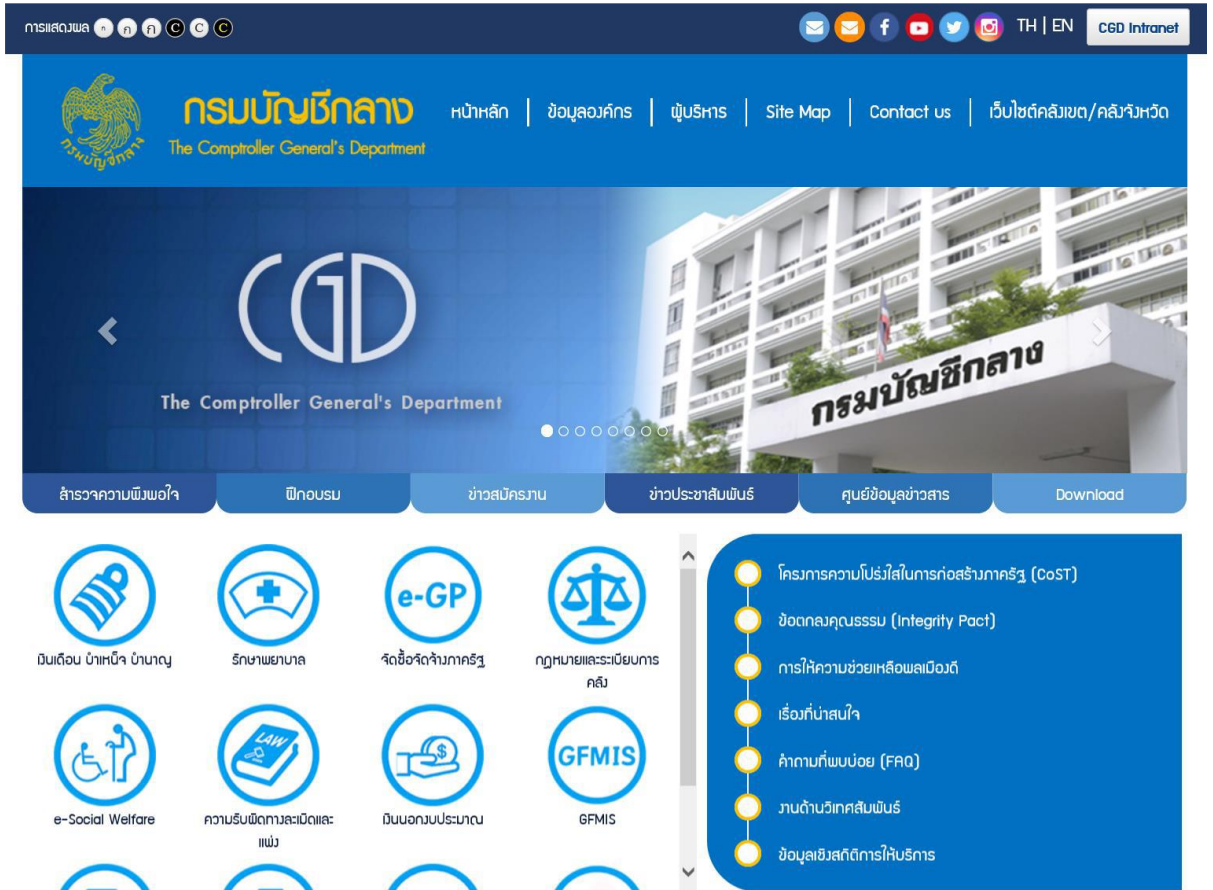 การแสดงผล ก ก ก C C C
TH | EN
CGD Intranet
กรมบัญชีกลาง
The Comptroller General's Department
กรมบัญชีกลาง
หน้าหลัก | ข้อมูลองค์กร | ผู้บริหาร | Site Map | Contact us | เว็บไซต์คลังเขต/คลังจังหวัด
CGD
The Comptroller General's Department
กรมบัญชีกลาง
สำรวจความพึงพอใจ
ฝึกอบรม
ข่าวสมัครงาน
ข่าวประชาสัมพันธ์
ศูนย์ข้อมูลข่าวสาร
Download
e-GP
เงินเดือน บำเหน็จ บำนาญ
รักษาพยาบาล
จัดซื้อจัดจ้างภาครัฐ
กฎหมายและระเบียบการ
คลัง
LAW
GFMIS
e-Social Welfare
ความรับผิดทางละเมิดและ
แพ่ง
เงินนอกงบประมาณ
GFMIS
โครงการความโปร่งใสในการก่อสร้างภาครัฐ (CoST)
ข้อตกลงคุณธรรม (Integrity Pact)
การให้ความช่วยเหลือพลเมืองดี
เรื่องที่น่าสนใจ
คำถามที่พบบ่อย (FAQ)
งานด้านวิเทศสัมพันธ์
ข้อมูลเชิงสถิติการให้บริการ